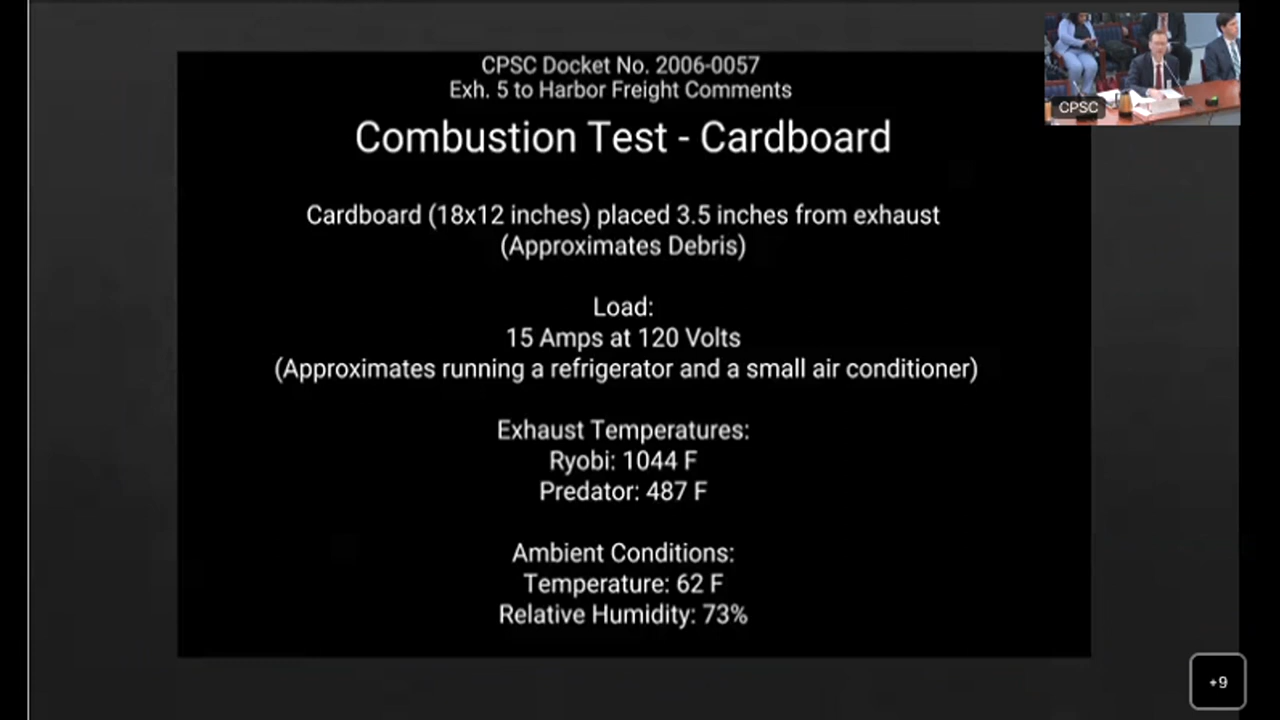 CPSC Docket No. 2006-0057
Exh. 5 to Harbor Freight Comments
Combustion Test - Cardboard
Cardboard (18x12 inches) placed 3.5 inches from exhaust
(Approximates Debris)
Load:
15 Amps at 120 Volts
(Approximates running a refrigerator and a small air conditioner)
Exhaust Temperatures:
Ryobi: 1044 F
Predator: 487 F
Ambient Conditions:
Temperature: 62 F
Relative Humidity: 73%
CPSC
+9